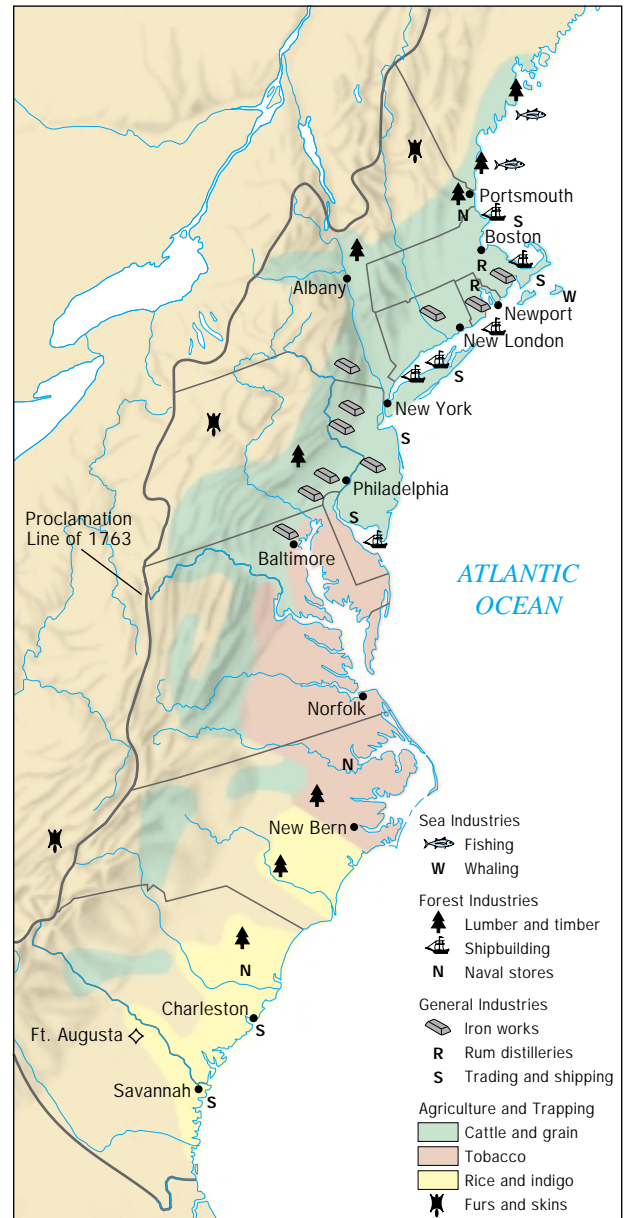 Portsmouth
N
S
Boston
R
S
Albany
R
W
Newport
New London
S
New York
S
Philadelphia
S
Proclamation
Line of 1763
Baltimore
ATLANTIC
OCEAN
Norfolk
N
New Bern
N
Charleston
S
Ft. Augusta
Savannah
S
Sea Industries
Fishing
W Whaling
Forest Industries
Lumber and timber
Shipbuilding
N Naval stores
General Industries
Iron works
R Rum distilleries
S Trading and shipping
Agriculture and Trapping
Cattle and grain
Tobacco
Rice and indigo
Furs and skins